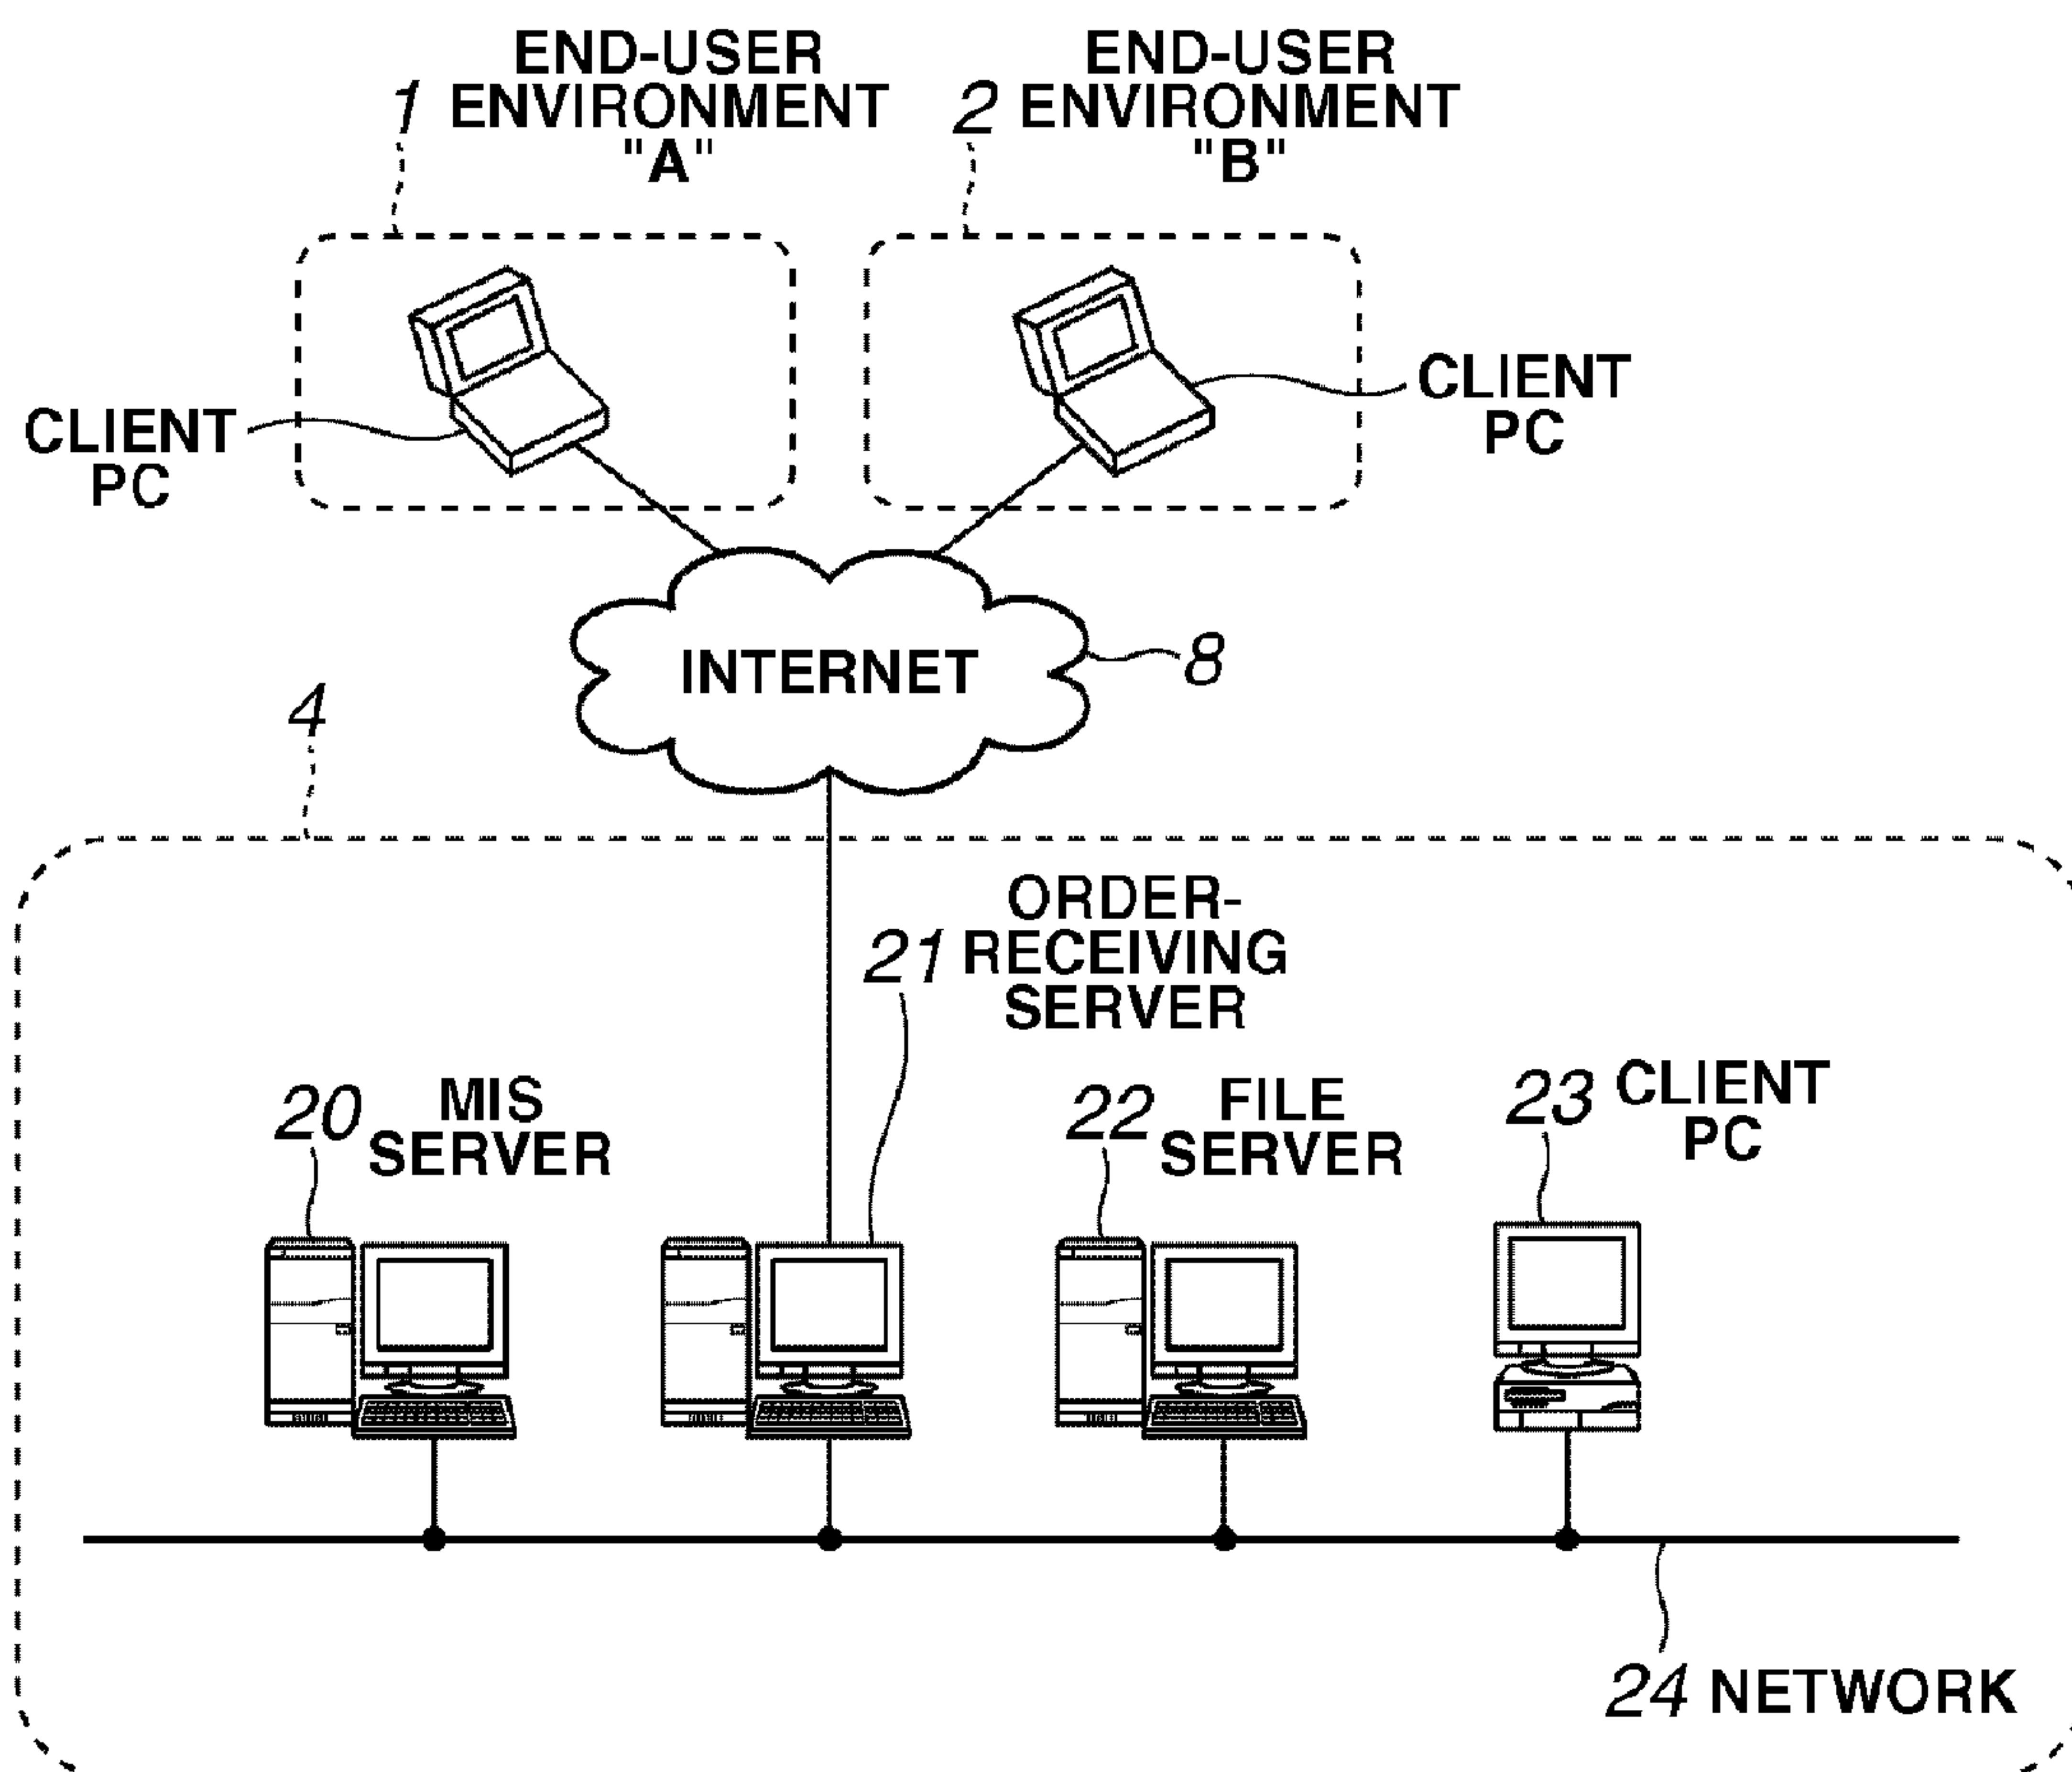 END-USER
1 ENVIRONMENT
"A"
END-USER
2 ENVIRONMENT
"B"
CLIENT
PC
CLIENT
PC
INTERNET
8
4
ORDER-
21 RECEIVING
SERVER
20 MIS
SERVER
22 FILE
SERVER
23 CLIENT
PC
24 NETWORK